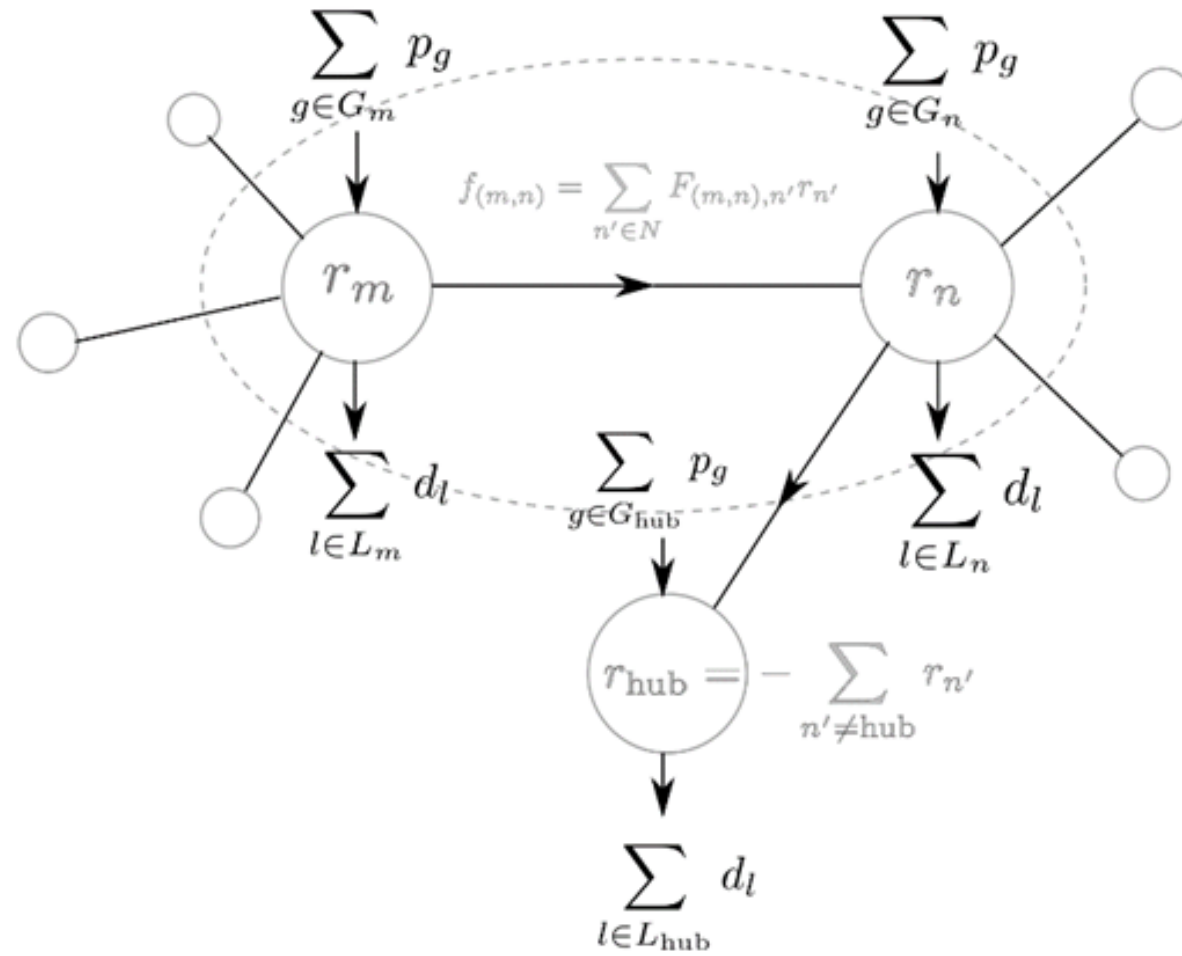 ∑ p_g
g∈G_m
∑ p_g
g∈G_n
f_(m,n) = ∑ F_(m,n),n′ r_n′
n′∈N
r_m
r_n
∑ d_l
l∈L_m
∑ p_g
g∈G_hub
∑ d_l
l∈L_n
r_hub = − ∑ r_n′
n′≠hub
∑ d_l
l∈L_hub